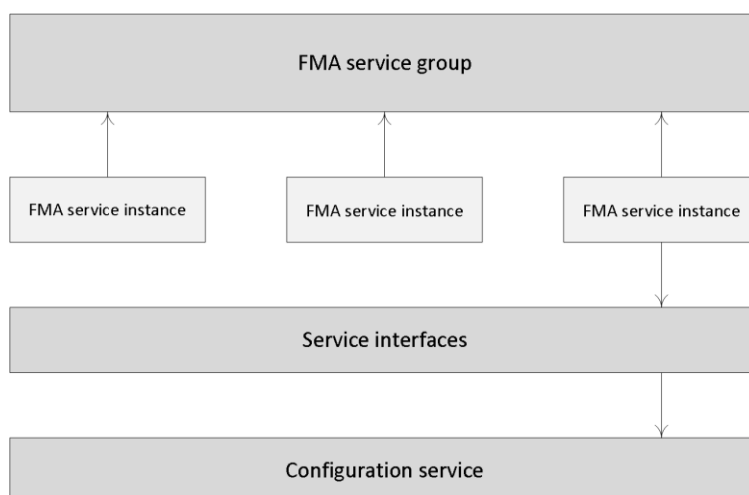 FMA service group
FMA service instance
FMA service instance
FMA service instance
Service interfaces
Configuration service